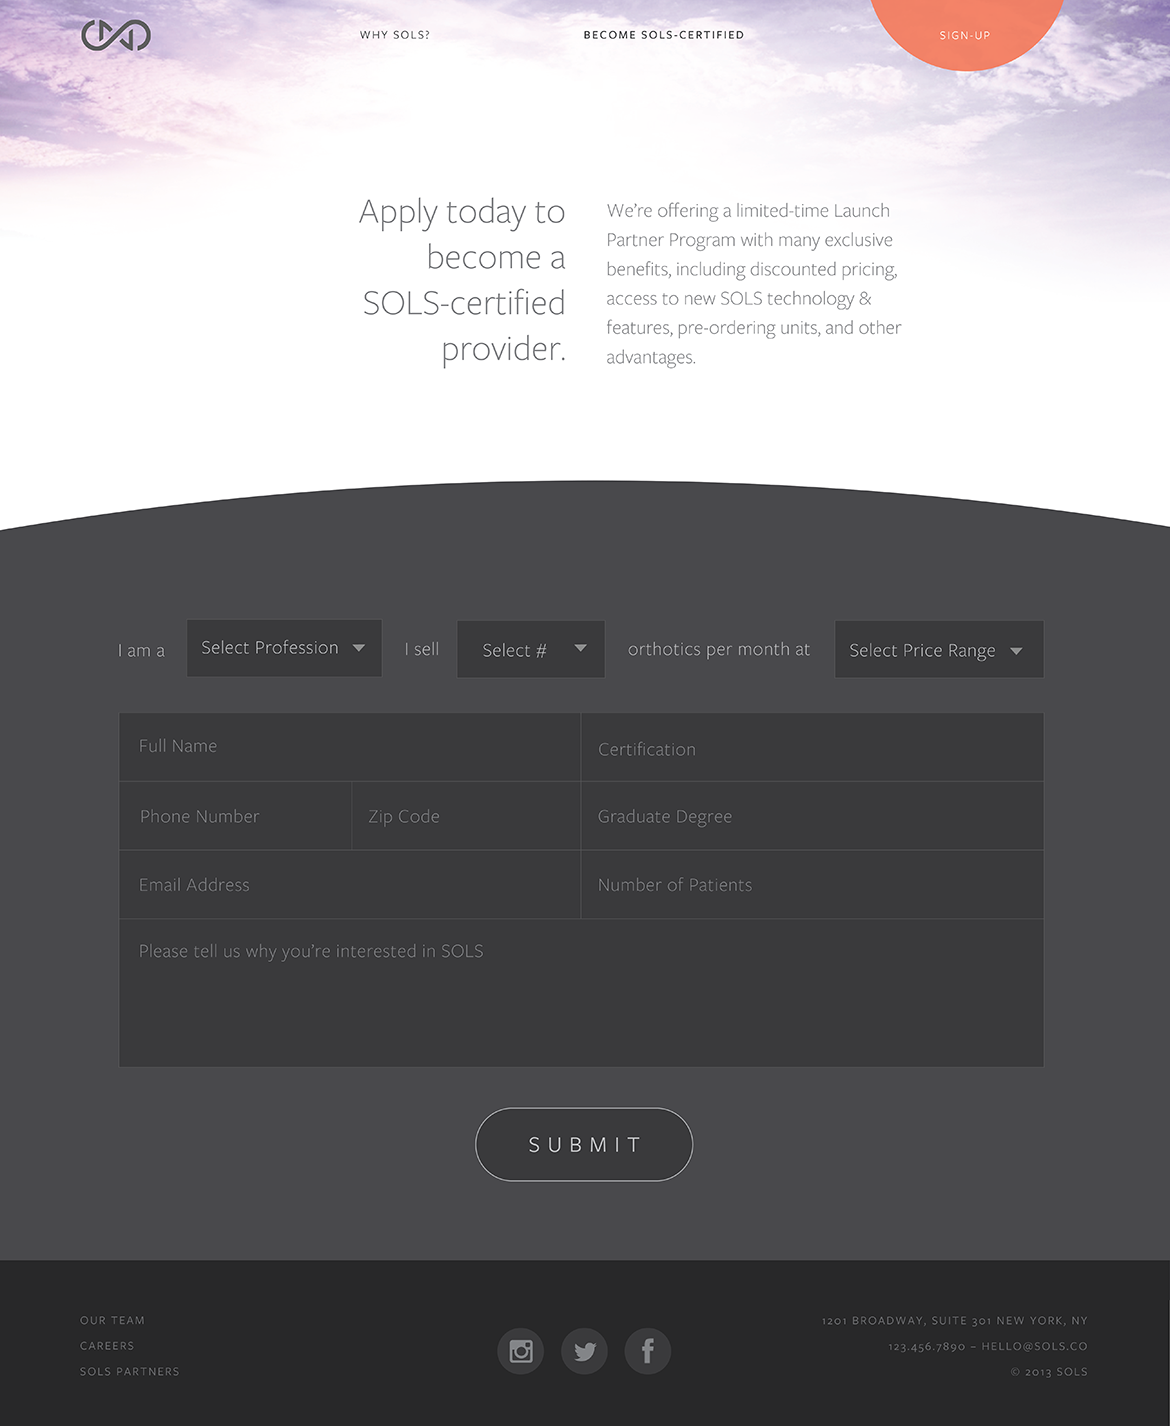 WHY SOLS?
BECOME SOLS-CERTIFIED
SIGN-UP
Apply today to
become a
SOLS-certified
provider.
We're offering a limited-time Launch
Partner Program with many exclusive
benefits, including discounted pricing,
access to new SOLS technology &
features, pre-ordering units, and other
advantages.
I am a
Select Profession
I sell
Select #
orthotics per month at
Select Price Range
Full Name
Certification
Phone Number
Zip Code
Graduate Degree
Email Address
Number of Patients
Please tell us why you're interested in SOLS
SUBMIT
OUR TEAM
CAREERS
SOLS PARTNERS
1201 BROADWAY, SUITE 301 NEW YORK, NY
123.456.7890 – HELLO@SOLS.CO
© 2013 SOLS